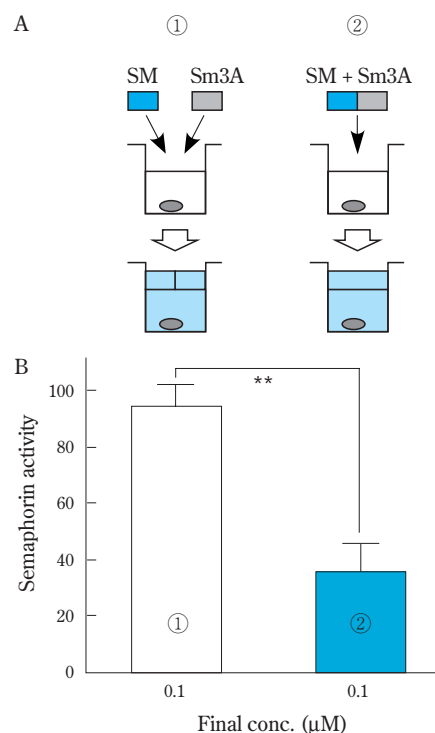 A ① ②
SM Sm3A SM + Sm3A
B
**
Semaphorin activity
100
80
60
40
20
0
① ②
0.1 0.1
Final conc. (μM)